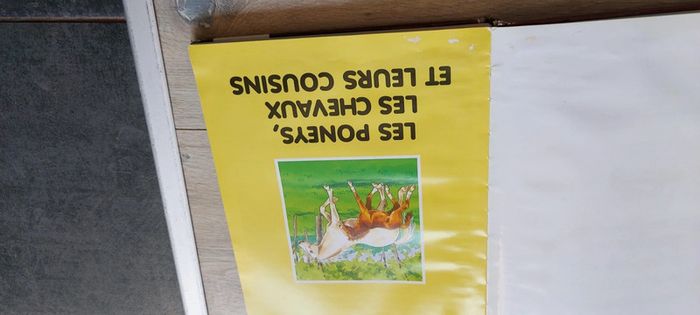 LES PONEYS,
LES CHEVAUX
ET LEURS COUSINS